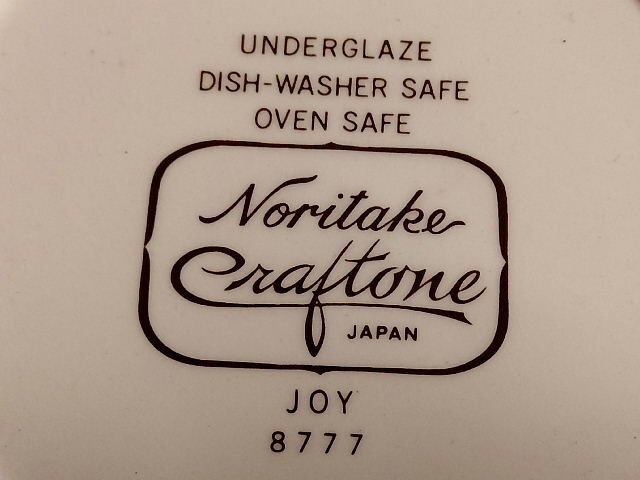 UNDERGLAZE
DISH-WASHER SAFE
OVEN SAFE
Noritake
Craftone
JAPAN
JOY
8777